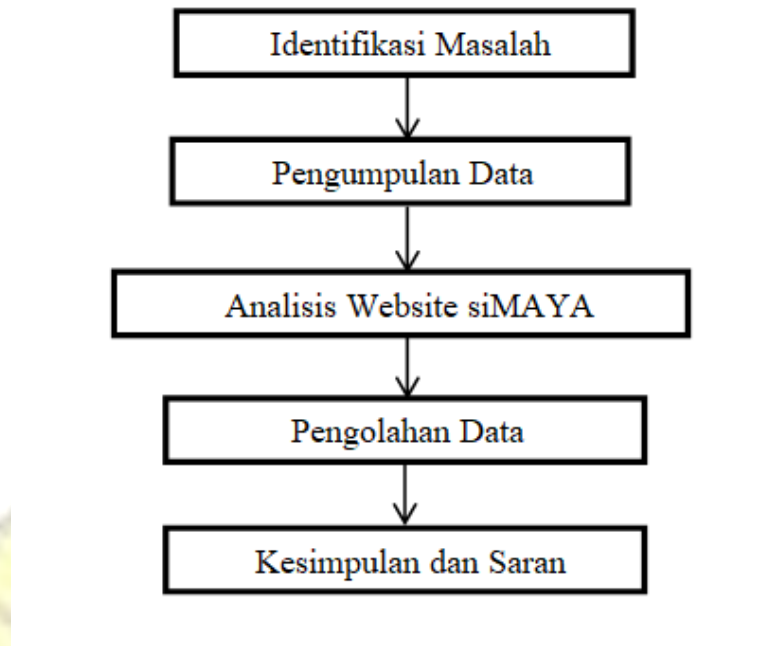 Identifikasi Masalah
Pengumpulan Data
Analisis Website siMAYA
Pengolahan Data
Kesimpulan dan Saran